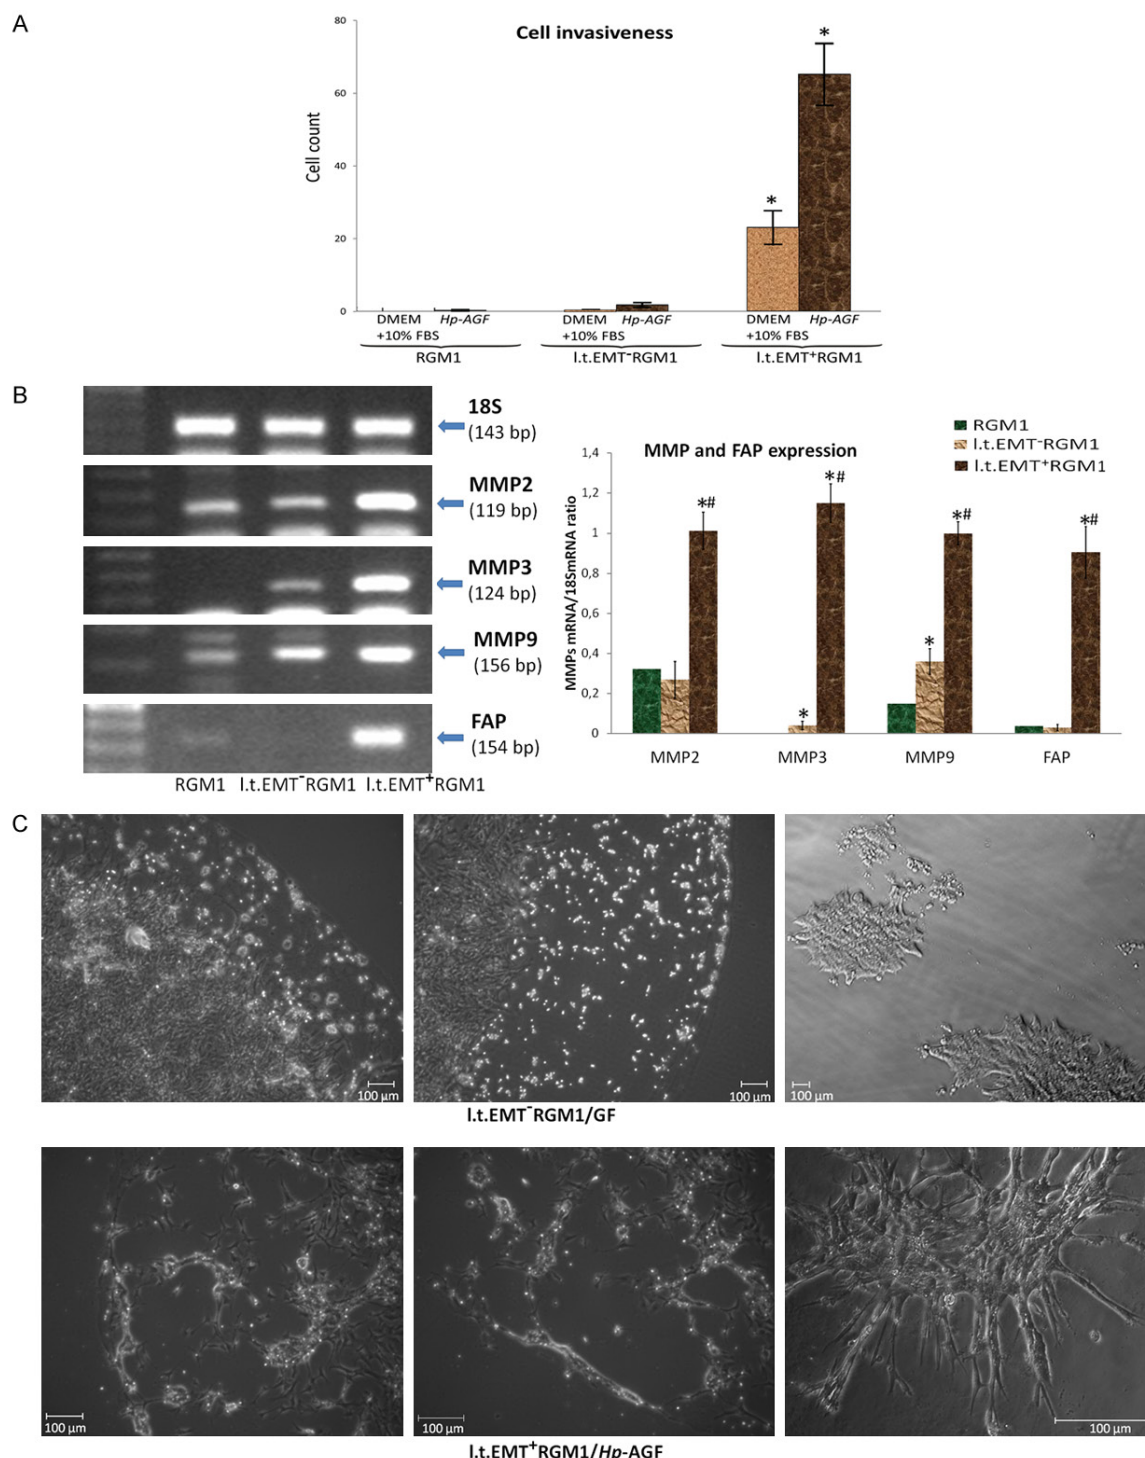 A
Cell invasiveness
80
60
40
20
0
Cell count
*
*
DMEM
+10% FBS
Hp-AGF
DMEM
+10% FBS
Hp-AGF
DMEM
+10% FBS
Hp-AGF
RGM1
l.t.EMT⁻RGM1
l.t.EMT⁺RGM1
B
18S
(143 bp)
MMP2
(119 bp)
MMP3
(124 bp)
MMP9
(156 bp)
FAP
(154 bp)
RGM1
l.t.EMT⁻RGM1
l.t.EMT⁺RGM1
MMP and FAP expression
RGM1
l.t.EMT⁻RGM1
l.t.EMT⁺RGM1
MMPs mRNA/18SmRNA ratio
1,4
1,2
1
0,8
0,6
0,4
0,2
0
*#
*
*#
*
*#
*#
MMP2
MMP3
MMP9
FAP
C
100 µm
100 µm
100 µm
l.t.EMT⁻RGM1/GF
100 µm
100 µm
100 µm
l.t.EMT⁺RGM1/Hp-AGF